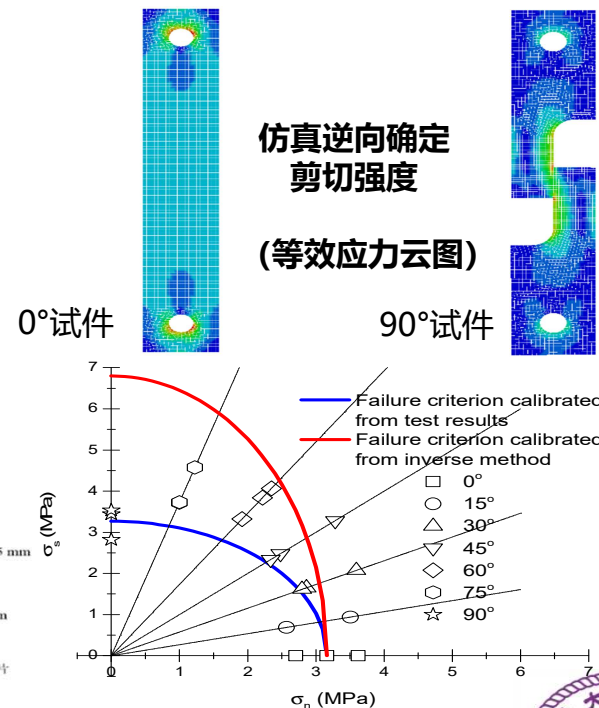 仿真逆向确定
剪切强度
(等效应力云图)
0°试件
90°试件
7
6
5
4
3
2
1
0
σs (MPa)
Failure criterion calibrated
from test results
Failure criterion calibrated
from inverse method
0°
15°
30°
45°
60°
75°
90°
0 1 2 3 4 5 6 7
σn (MPa)
mm